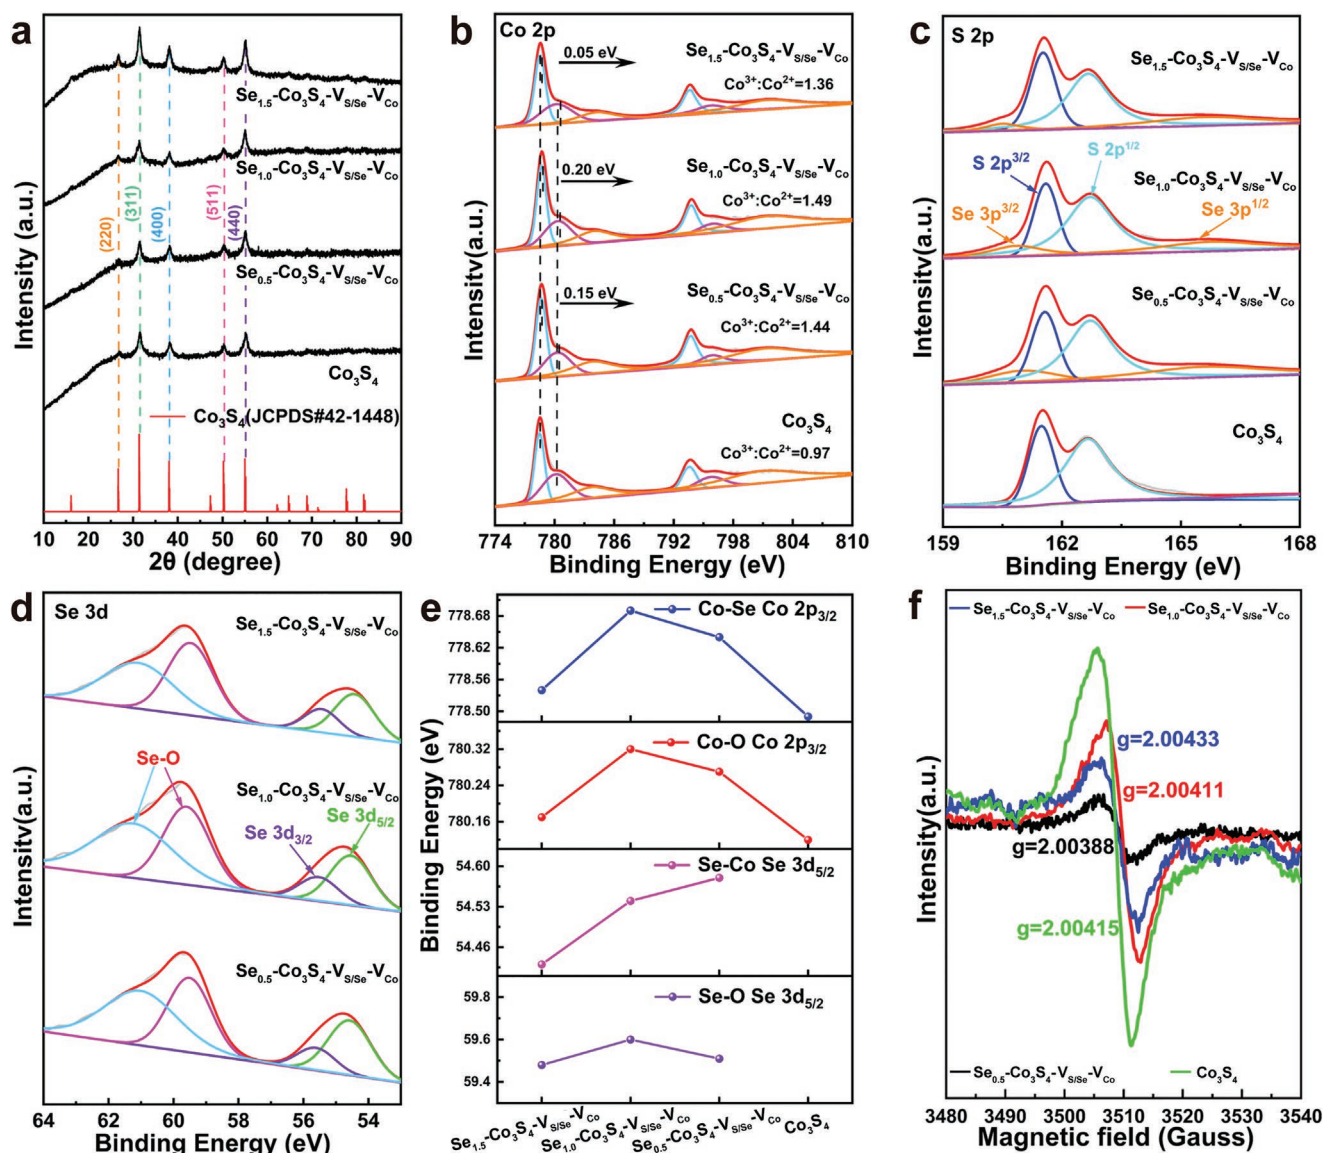 a
Intensity (a.u.)
Se1.5-Co3S4-VS/Se-VCo
Se1.0-Co3S4-VS/Se-VCo
(220)
(311)
(400)
(511)
(440)
Se0.5-Co3S4-VS/Se-VCo
Co3S4
Co3S4(JCPDS#42-1448)
10 20 30 40 50 60 70 80 90
2θ (degree)
b
Co 2p
Intensitv(a.u.)
0.05 eV
Se1.5-Co3S4-VS/Se-VCo
Co3+:Co2+=1.36
0.20 eV
Se1.0-Co3S4-VS/Se-VCo
Co3+:Co2+=1.49
0.15 eV
Se0.5-Co3S4-VS/Se-VCo
Co3+:Co2+=1.44
Co3S4
Co3+:Co2+=0.97
774 780 786 792 798 804 810
Binding Energy (eV)
c
S 2p
Intensitv(a.u.)
Se1.5-Co3S4-VS/Se-VCo
S 2p3/2
S 2p1/2
Se1.0-Co3S4-VS/Se-VCo
Se 3p3/2
Se 3p1/2
Se0.5-Co3S4-VS/Se-VCo
Co3S4
159 162 165 168
Binding Energy (eV)
d
Se 3d
Intensitv(a.u.)
Se1.5-Co3S4-VS/Se-VCo
Se-O
Se1.0-Co3S4-VS/Se-VCo
Se 3d3/2
Se 3d5/2
Se0.5-Co3S4-VS/Se-VCo
64 62 60 58 56 54
Binding Energy (eV)
e
Binding Energy (eV)
778.68
778.62
778.56
778.50
Co-Se Co 2p3/2
780.32
780.24
780.16
Co-O Co 2p3/2
54.60
54.53
54.46
Se-Co Se 3d5/2
59.8
59.6
59.4
Se-O Se 3d5/2
Se1.5-Co3S4-VS/Se-VCo
Se1.0-Co3S4-VS/Se-VCo
Se0.5-Co3S4-VS/Se-VCo
Co3S4
f
Intensity(a.u.)
Se1.5-Co3S4-VS/Se-VCo
Se1.0-Co3S4-VS/Se-VCo
g=2.00433
g=2.00411
g=2.00388
g=2.00415
Se0.5-Co3S4-VS/Se-VCo
Co3S4
3480 3490 3500 3510 3520 3530 3540
Magnetic field (Gauss)